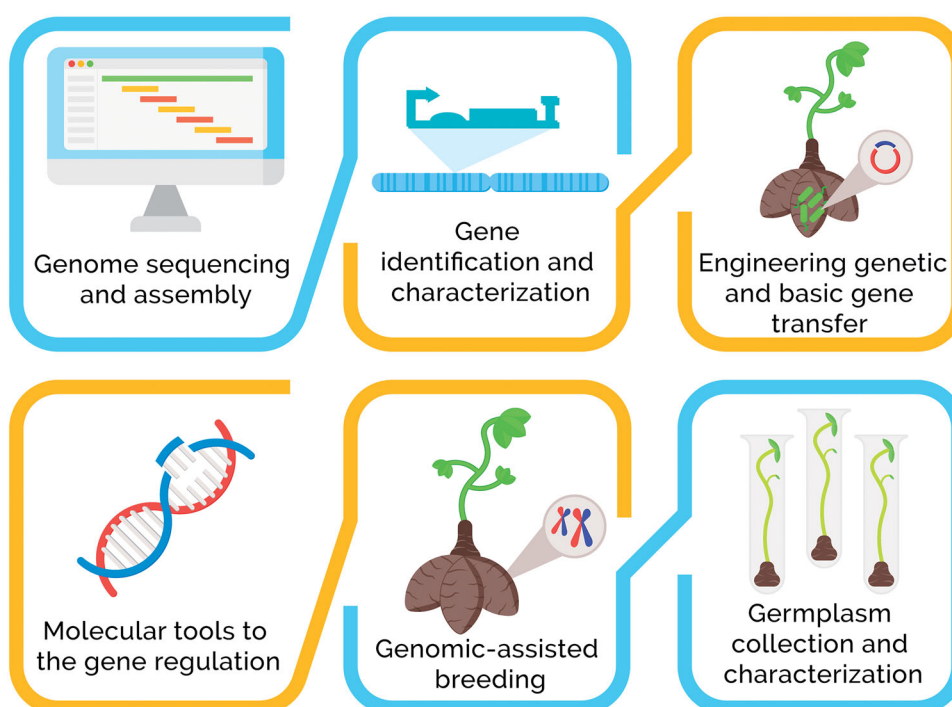 Genome sequencing
and assembly
Gene
identification and
characterization
Engineering genetic
and basic gene
transfer
Molecular tools to
the gene regulation
Genomic-assisted
breeding
Germplasm
collection and
characterization